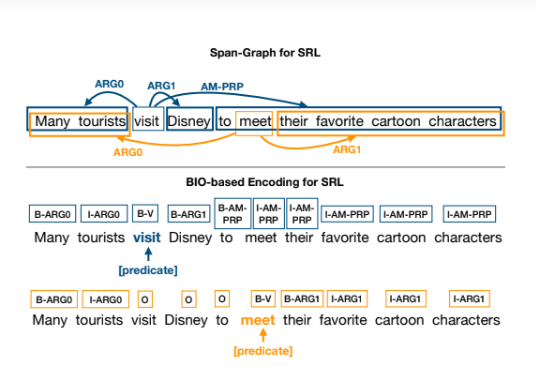 Span-Graph for SRL
ARG0 ARG1 AM-PRP
Many tourists visit Disney to meet their favorite cartoon characters
ARG0 ARG1
BIO-based Encoding for SRL
B-ARG0 I-ARG0 B-V B-ARG1 B-AM-PRP I-AM-PRP I-AM-PRP I-AM-PRP I-AM-PRP I-AM-PRP
Many tourists visit Disney to meet their favorite cartoon characters
[predicate]
B-ARG0 I-ARG0 O O O B-V B-ARG1 I-ARG1 I-ARG1 I-ARG1
Many tourists visit Disney to meet their favorite cartoon characters
[predicate]